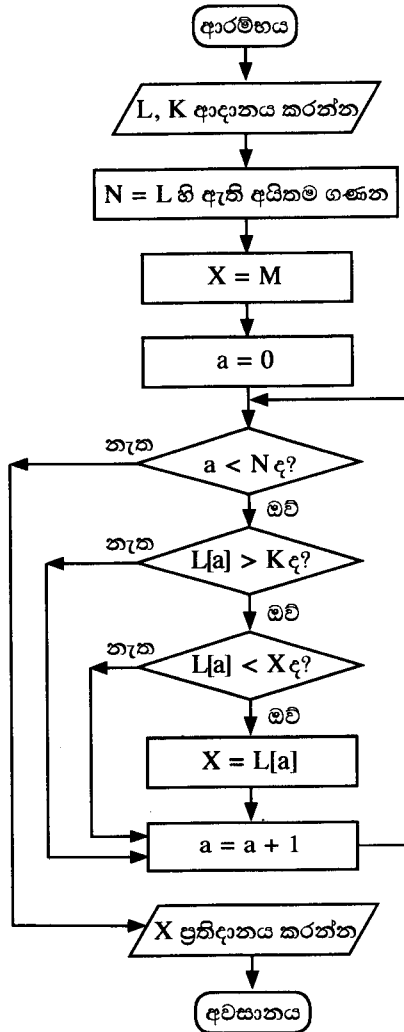 ආරම්භය
L, K ආදානය කරන්න
N = L හි ඇති අයිතම ගණන
X = M
a = 0
නැත
a < N ද?
ඔව්
නැත
L[a] > K ද?
ඔව්
නැත
L[a] < X ද?
ඔව්
X = L[a]
a = a + 1
X ප්‍රතිදානය කරන්න
අවසානය